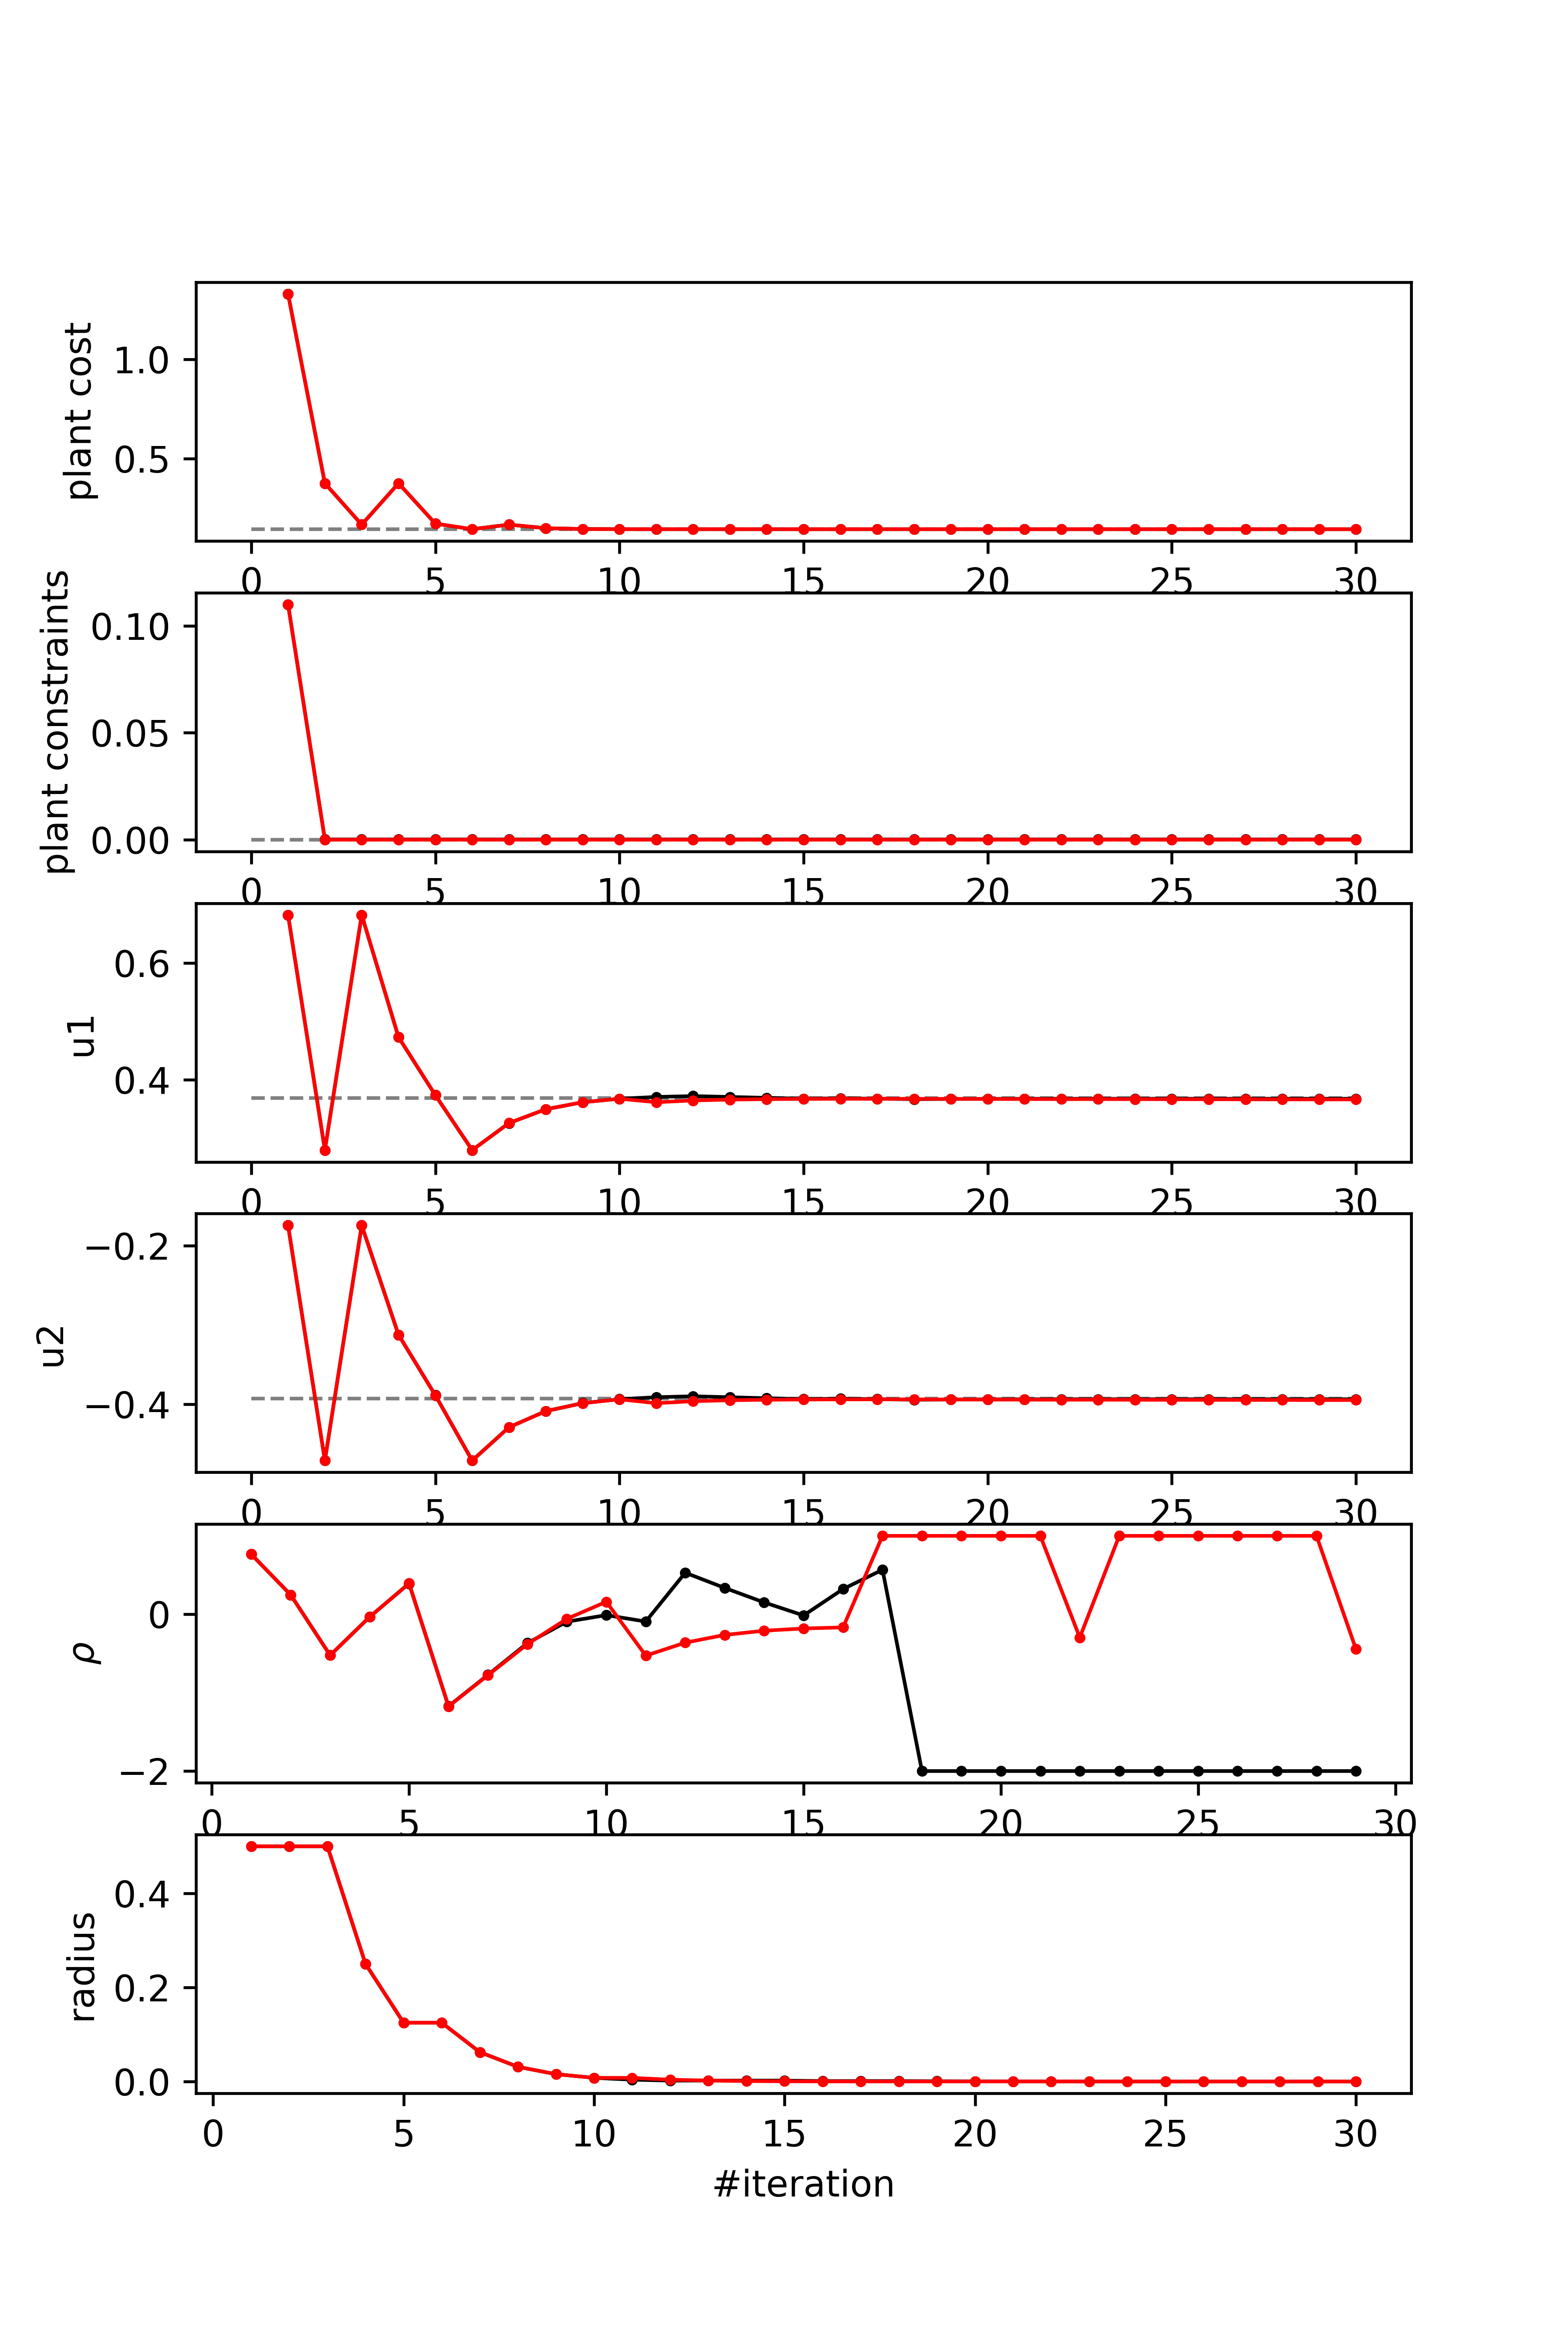 plant cost
1.0
0.5
0 5 10 15 20 25 30
plant constraints
0.10
0.05
0.00
0 5 10 15 20 25 30
u1
0.6
0.4
0 5 10 15 20 25 30
u2
−0.2
−0.4
0 5 10 15 20 25 30
ρ
0
−2
0 5 10 15 20 25 30
radius
0.4
0.2
0.0
0 5 10 15 20 25 30
#iteration